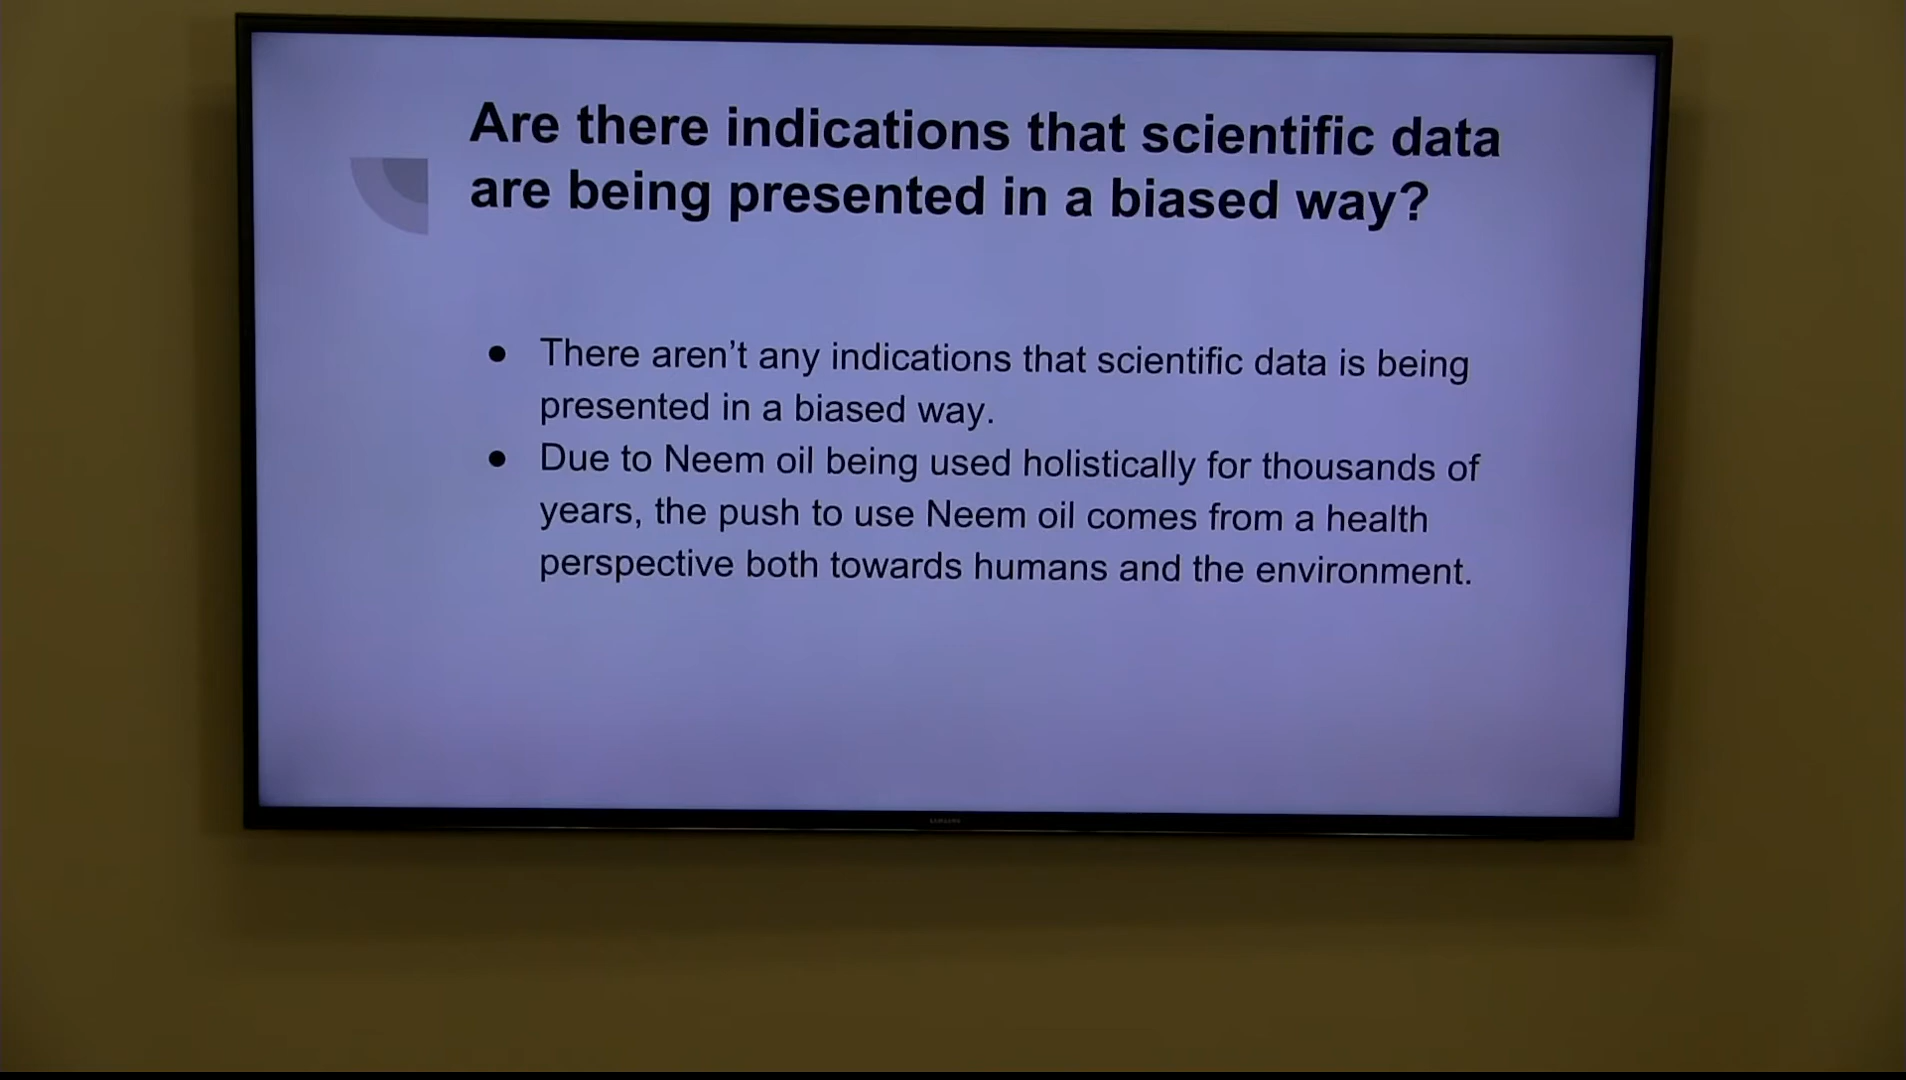 Are there indications that scientific data
are being presented in a biased way?
● There aren’t any indications that scientific data is being
presented in a biased way.
● Due to Neem oil being used holistically for thousands of
years, the push to use Neem oil comes from a health
perspective both towards humans and the environment.
SAMSUNG